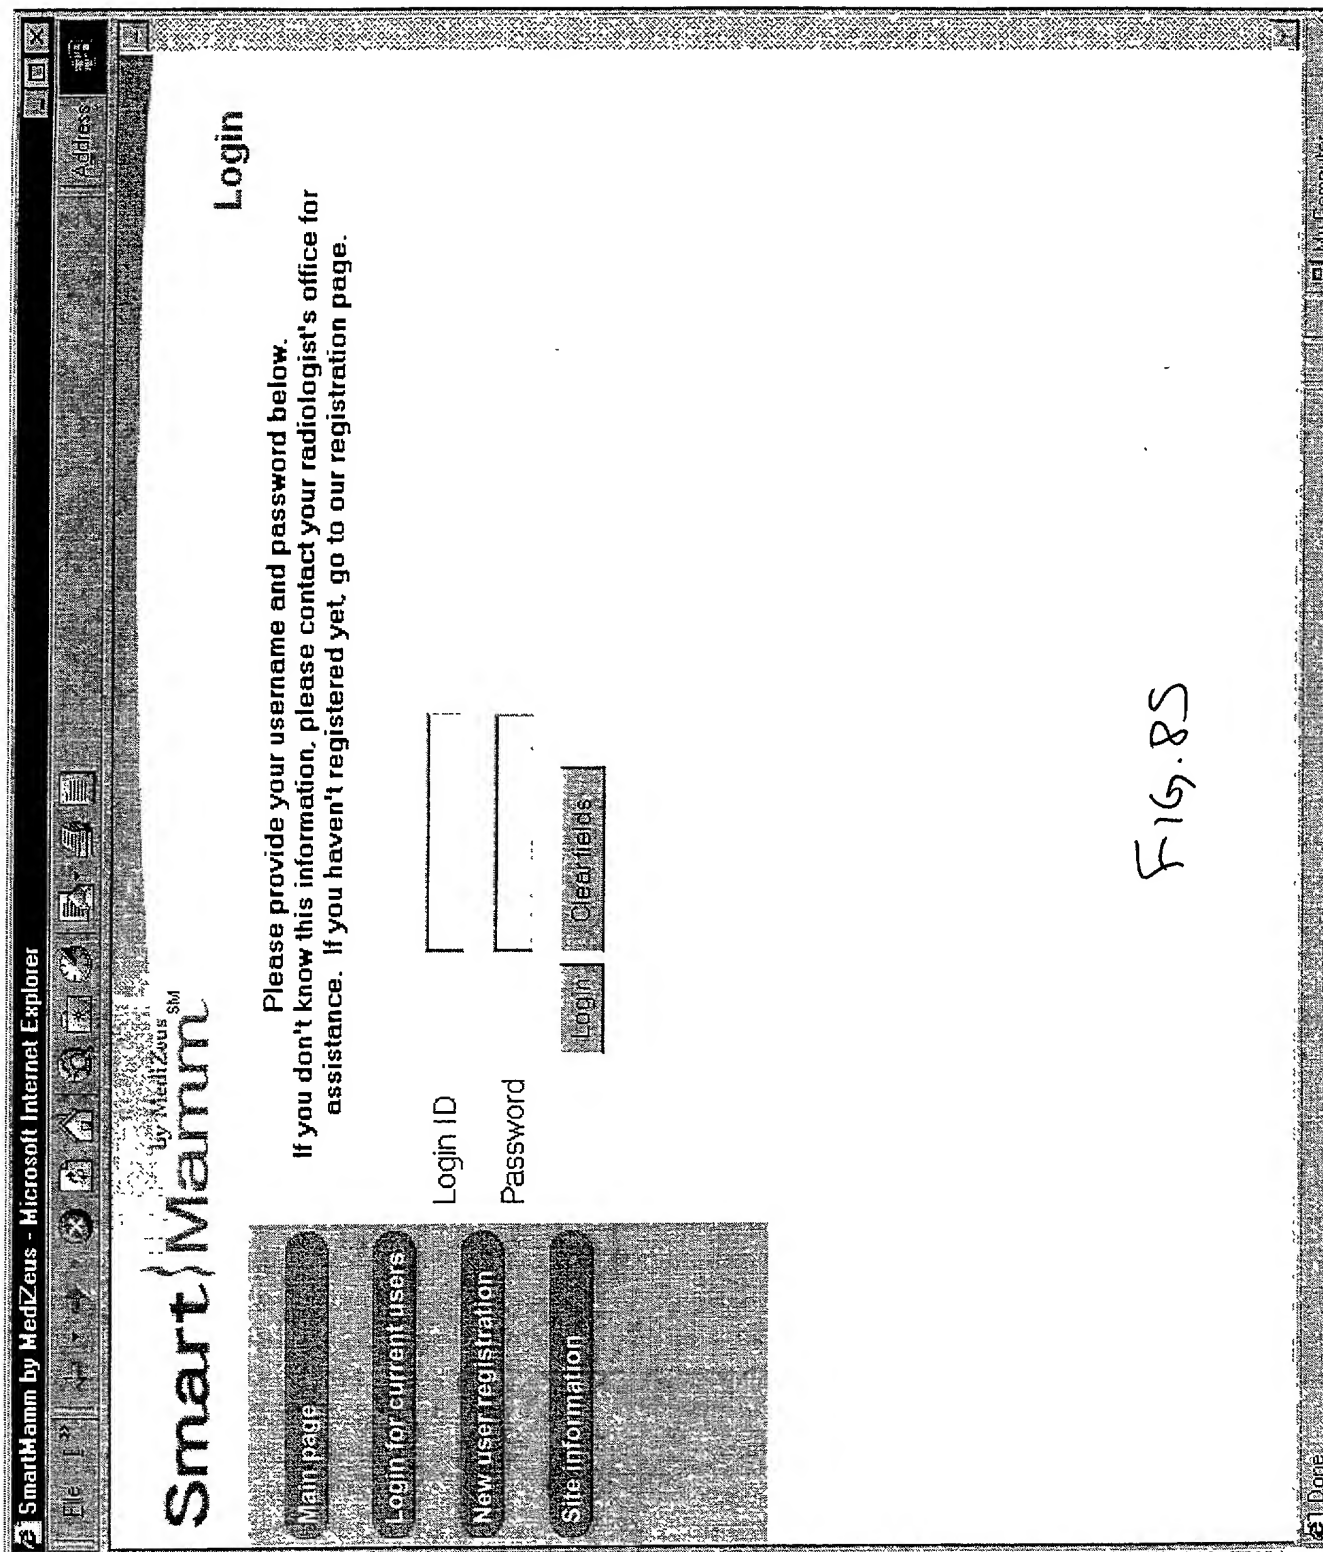 SmartMamm by MediZeus - Microsoft Internet Explorer
File
Address
by MediZeus
Smart Mamm SM
Login
Main page
Login for current users
New user registration
Site information
Please provide your username and password below.
If you don't know this information, please contact your radiologist's office for
assistance. If you haven't registered yet, go to our registration page.
Login ID
Password
Login Clear fields
FIG. 8S
Done
My Computer